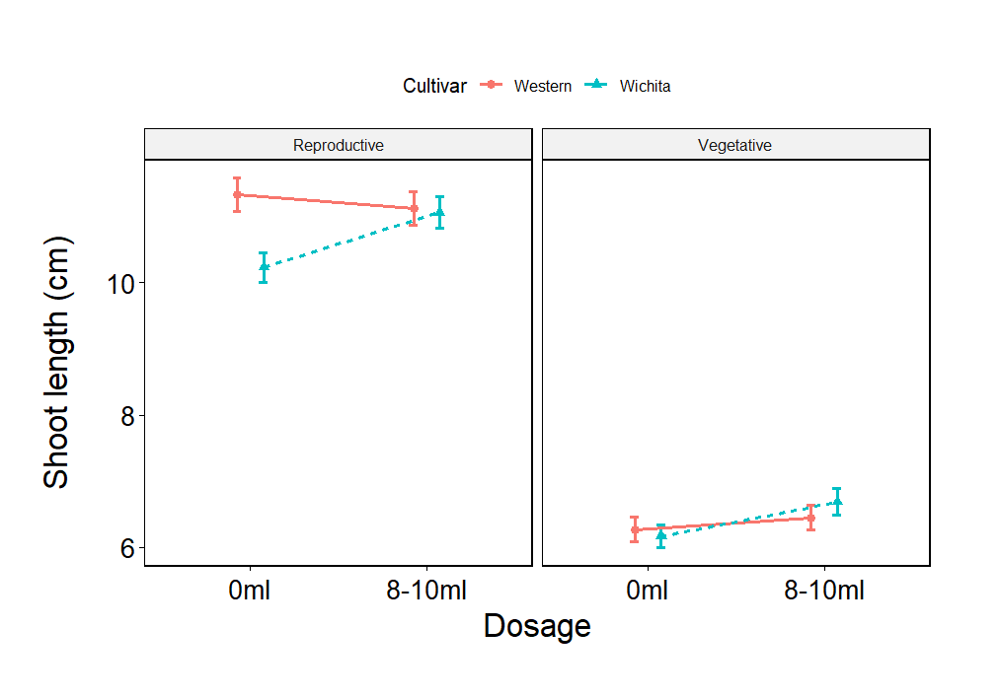 Cultivar Western Wichita
Reproductive Vegetative
Shoot length (cm)
10
8
6
0ml 8-10ml 0ml 8-10ml
Dosage